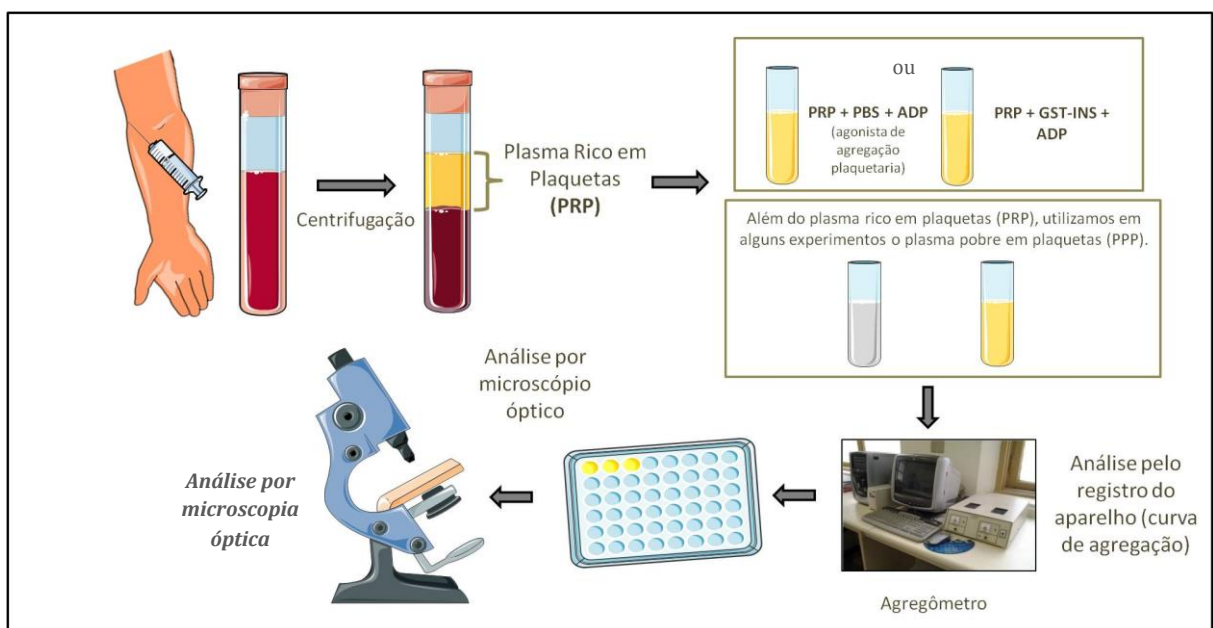 Centrifugação
Plasma Rico em
Plaquetas
(PRP)
ou
PRP + PBS + ADP
(agonista de
agregação
plaquetaria)
PRP + GST-INS +
ADP
Além do plasma rico em plaquetas (PRP), utilizamos em
alguns experimentos o plasma pobre em plaquetas (PPP).
Análise pelo
registro do
aparelho (curva
de agregação)
Agregômetro
Análise por
microscópio
óptico
Análise por
microscopia
óptica